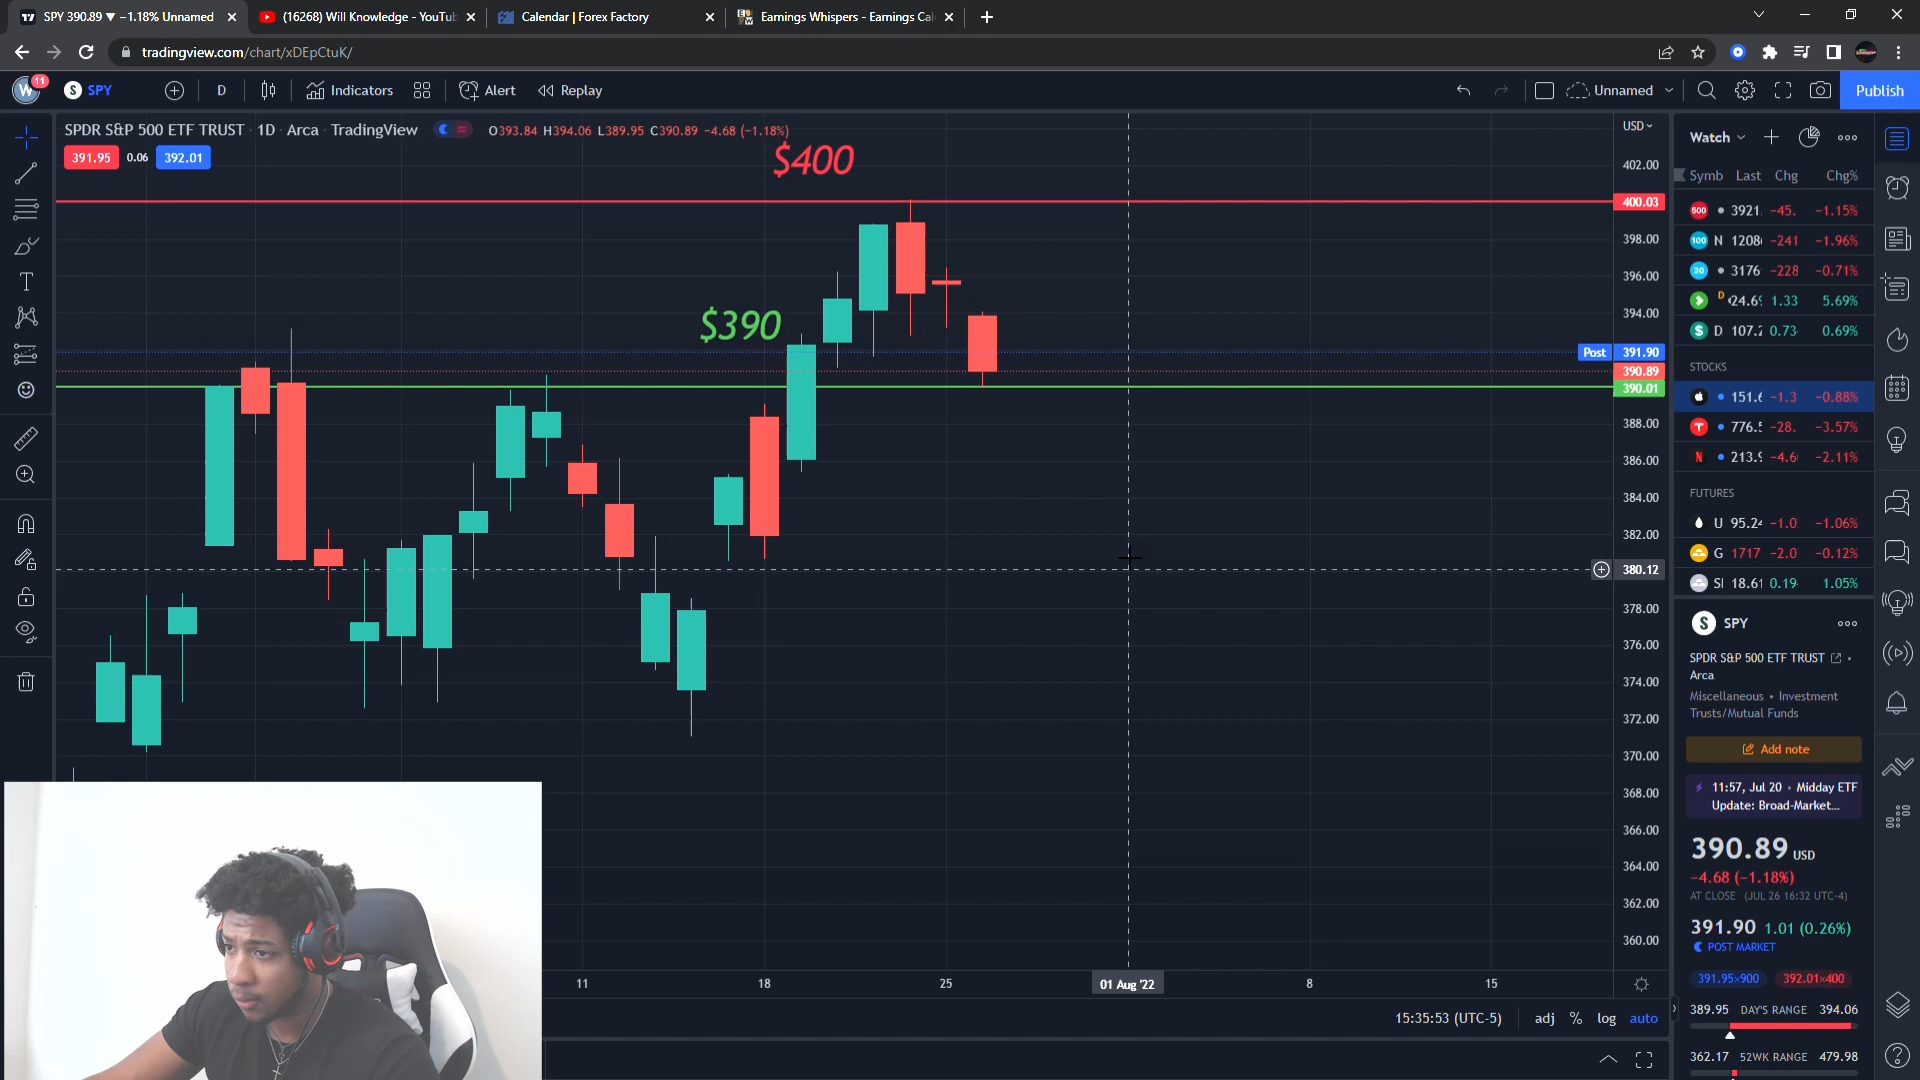 SPY 390.89 ▼ −1.18% Unnamed
(16268) Will Knowledge - YouTub
Calendar | Forex Factory
Earnings Whispers - Earnings Cal
tradingview.com/chart/xDEpCtuK/
W 11
S SPY
D
Indicators
Alert
Replay
Unnamed
Publish
SPDR S&P 500 ETF TRUST · 1D · Arca · TradingView
O393.84 H394.06 L389.95 C390.89 −4.68 (−1.18%)
391.95 0.06 392.01
$400
$390
USD
402.00
400.03
398.00
396.00
394.00
Post 391.90
390.89
390.01
388.00
386.00
384.00
382.00
380.12
378.00
376.00
374.00
372.00
370.00
368.00
366.00
364.00
362.00
360.00
11
18
25
01 Aug '22
8
15
15:35:53 (UTC-5)
adj
%
log
auto
Watch
Symb Last Chg Chg%
500 3921. −45. −1.15%
100 N 1208 −241 −1.96%
30 3176 −228 −0.71%
D 24.6 1.33 5.69%
D 107.2 0.73 0.69%
STOCKS
151.6 −1.3 −0.88%
776.5 −28. −3.57%
213.9 −4.6 −2.11%
FUTURES
U 95.24 −1.0 −1.06%
G 1717 −2.0 −0.12%
SI 18.61 0.19 1.05%
S SPY
SPDR S&P 500 ETF TRUST
Arca
Miscellaneous • Investment
Trusts/Mutual Funds
Add note
11:57, Jul 20 • Midday ETF
Update: Broad-Market...
390.89 USD
−4.68 (−1.18%)
AT CLOSE (JUL 26 16:32 UTC-4)
391.90 1.01 (0.26%)
POST MARKET
391.95×900 392.01×400
389.95 DAY'S RANGE 394.06
362.17 52WK RANGE 479.98